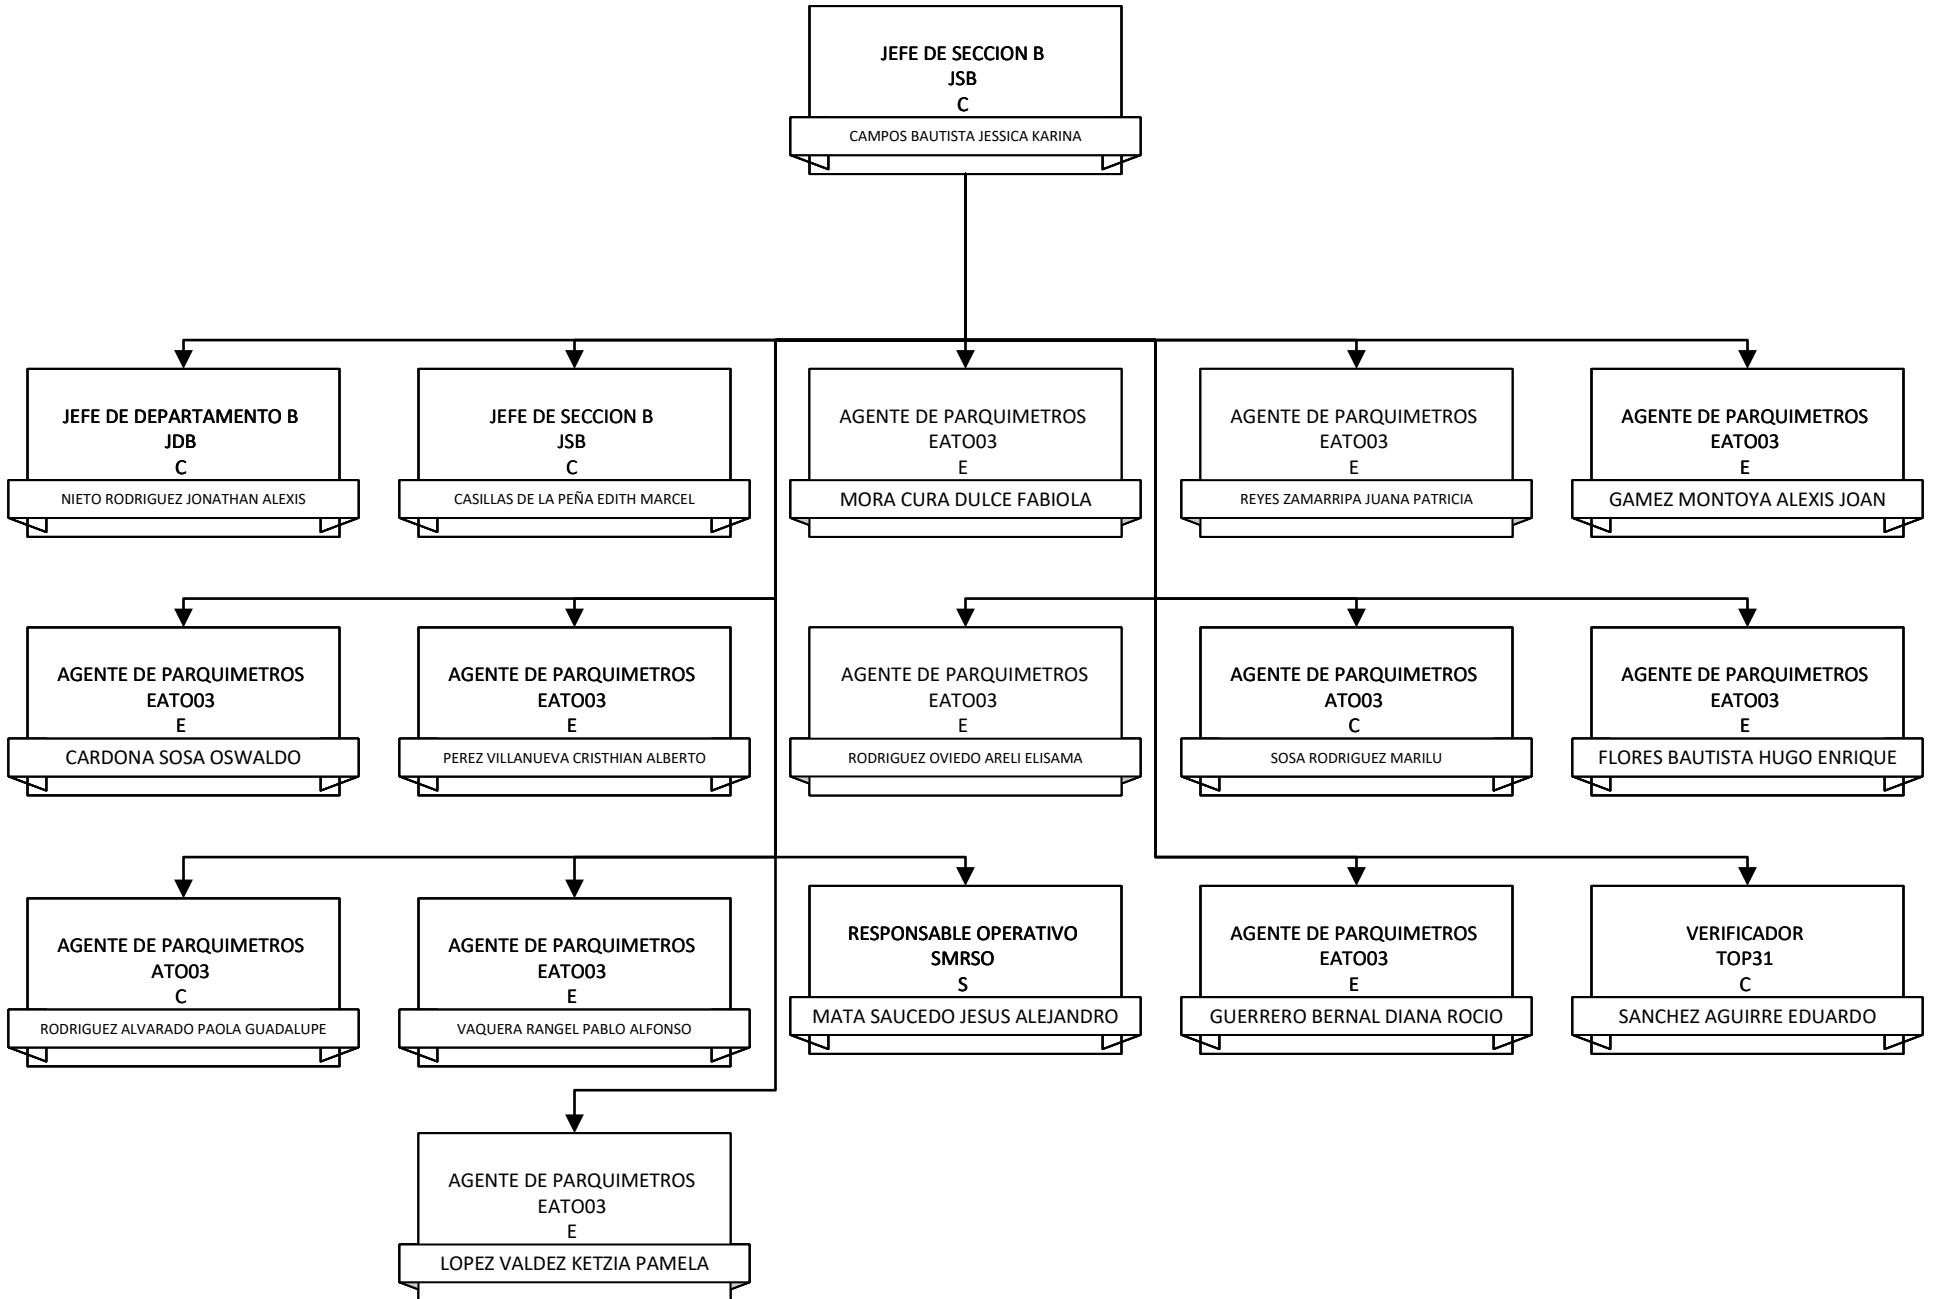 JEFE DE SECCION B
JSB
C
CAMPOS BAUTISTA JESSICA KARINA
JEFE DE DEPARTAMENTO B
JDB
C
NIETO RODRIGUEZ JONATHAN ALEXIS
JEFE DE SECCION B
JSB
C
CASILLAS DE LA PEÑA EDITH MARCEL
AGENTE DE PARQUIMETROS
EATO03
E
MORA CURA DULCE FABIOLA
AGENTE DE PARQUIMETROS
EATO03
E
REYES ZAMARRIPA JUANA PATRICIA
AGENTE DE PARQUIMETROS
EATO03
E
GAMEZ MONTOYA ALEXIS JOAN
AGENTE DE PARQUIMETROS
EATO03
E
CARDONA SOSA OSWALDO
AGENTE DE PARQUIMETROS
EATO03
E
PEREZ VILLANUEVA CRISTHIAN ALBERTO
AGENTE DE PARQUIMETROS
EATO03
E
RODRIGUEZ OVIEDO ARELI ELISAMA
AGENTE DE PARQUIMETROS
ATO03
C
SOSA RODRIGUEZ MARILU
AGENTE DE PARQUIMETROS
EATO03
E
FLORES BAUTISTA HUGO ENRIQUE
AGENTE DE PARQUIMETROS
ATO03
C
RODRIGUEZ ALVARADO PAOLA GUADALUPE
AGENTE DE PARQUIMETROS
EATO03
E
VAQUERA RANGEL PABLO ALFONSO
RESPONSABLE OPERATIVO
SMRSO
S
MATA SAUCEDO JESUS ALEJANDRO
AGENTE DE PARQUIMETROS
EATO03
E
GUERRERO BERNAL DIANA ROCIO
VERIFICADOR
TOP31
C
SANCHEZ AGUIRRE EDUARDO
AGENTE DE PARQUIMETROS
EATO03
E
LOPEZ VALDEZ KETZIA PAMELA